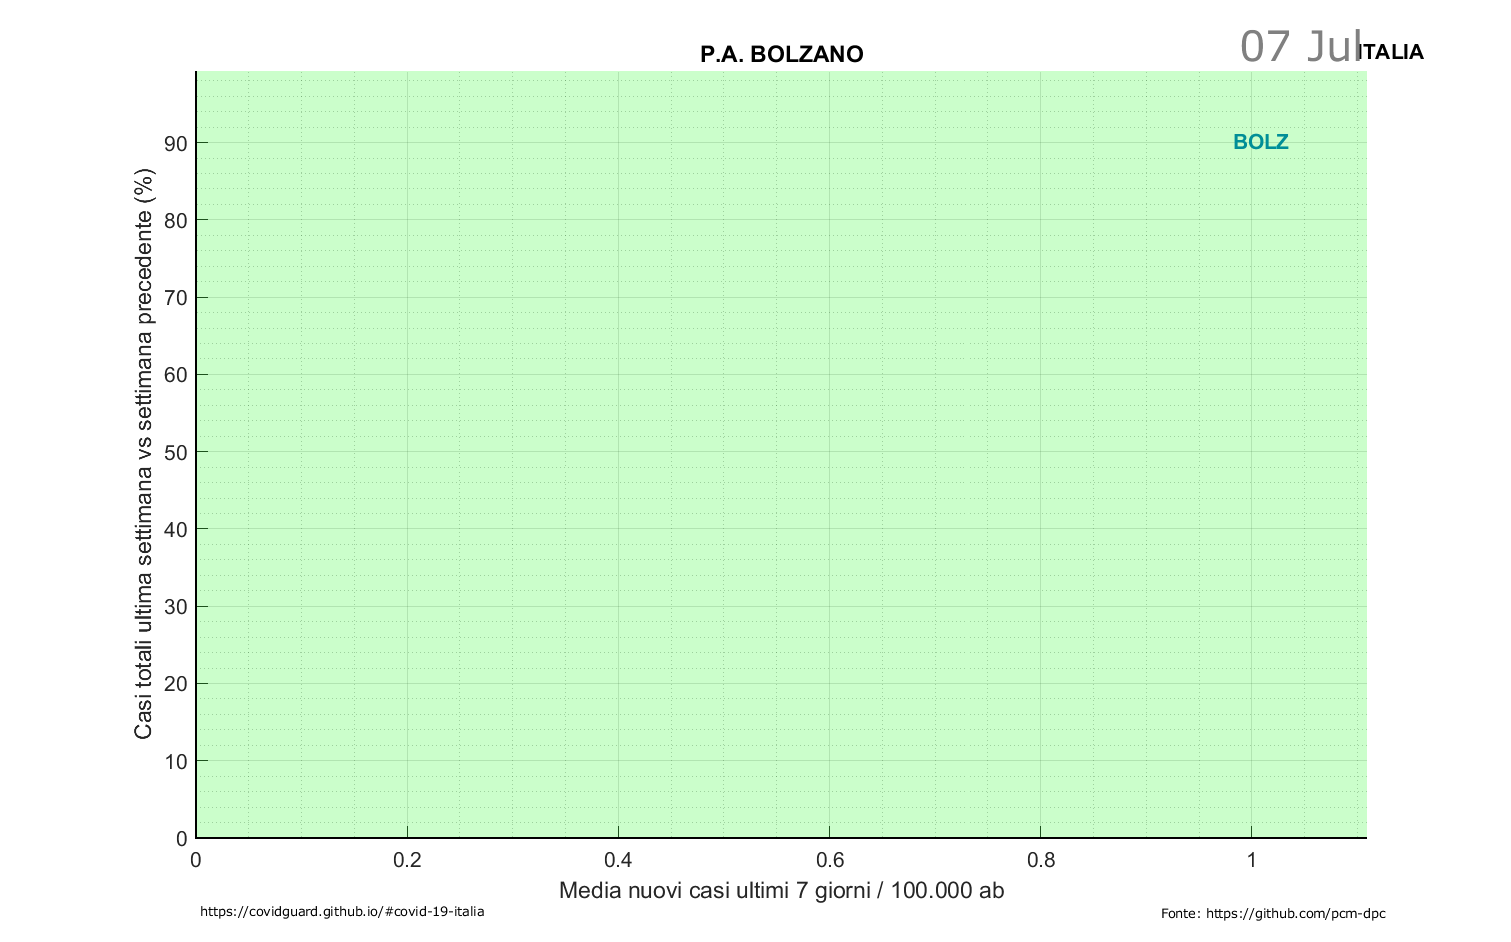 P.A. BOLZANO
07 Jul
ITALIA
BOLZ
Casi totali ultima settimana vs settimana precedente (%)
90
80
70
60
50
40
30
20
10
0
0 0.2 0.4 0.6 0.8 1
Media nuovi casi ultimi 7 giorni / 100.000 ab
https://covidguard.github.io/#covid-19-italia
Fonte: https://github.com/pcm-dpc